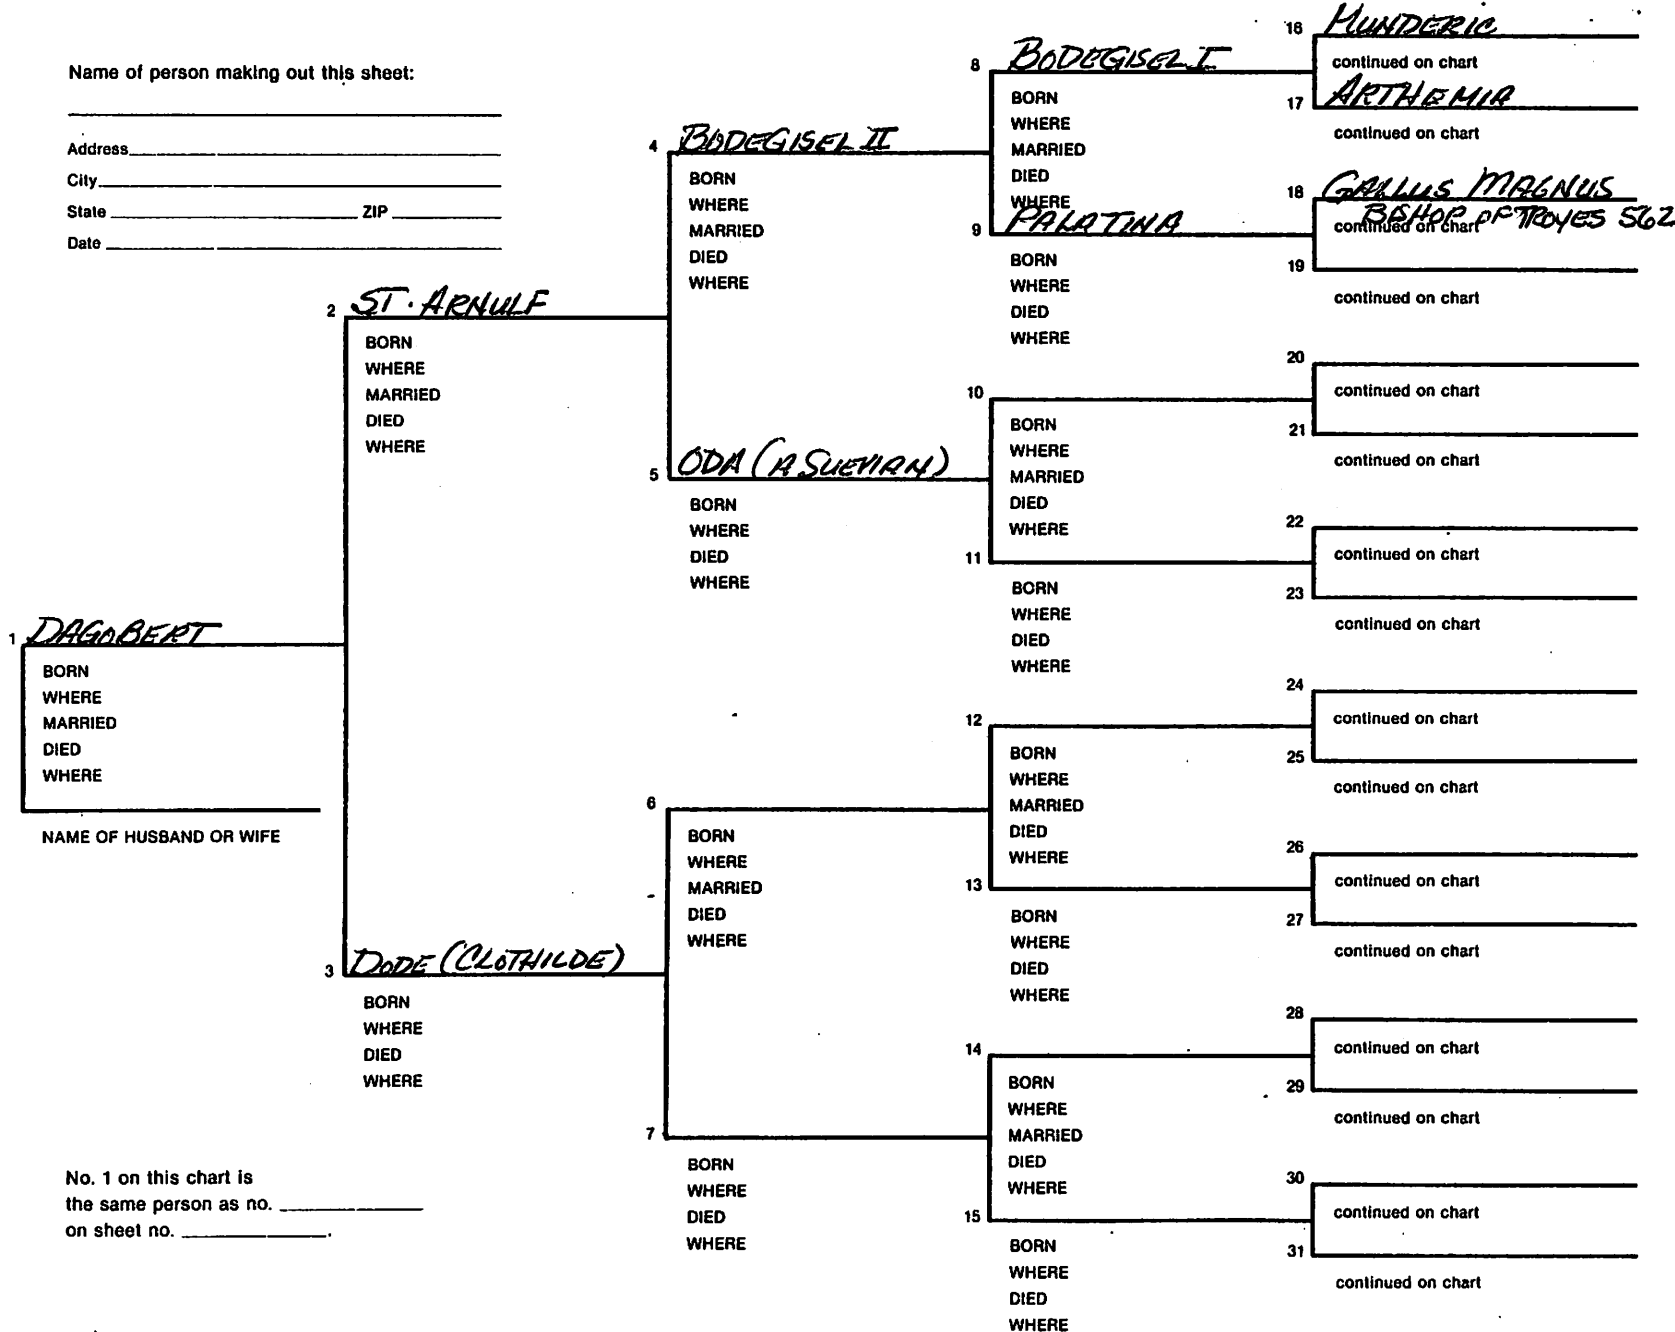 Name of person making out this sheet:
Address
City
State ZIP
Date
1 DAGOBERT
BORN
WHERE
MARRIED
DIED
WHERE
NAME OF HUSBAND OR WIFE
No. 1 on this chart is
the same person as no.
on sheet no. .
2 ST. ARNULF
BORN
WHERE
MARRIED
DIED
WHERE
3 DODE (CLOTHILDE)
BORN
WHERE
DIED
WHERE
4 BODEGISEL II
BORN
WHERE
MARRIED
DIED
WHERE
5 ODA (A SUEVIAN)
BORN
WHERE
DIED
WHERE
6
BORN
WHERE
MARRIED
DIED
WHERE
7
BORN
WHERE
DIED
WHERE
8 BODEGISEL I
BORN
WHERE
MARRIED
DIED
WHERE
9 PALATINA
BORN
WHERE
DIED
WHERE
10
BORN
WHERE
MARRIED
DIED
WHERE
11
BORN
WHERE
DIED
WHERE
12
BORN
WHERE
MARRIED
DIED
WHERE
13
BORN
WHERE
DIED
WHERE
14
BORN
WHERE
MARRIED
DIED
WHERE
15
BORN
WHERE
DIED
WHERE
16 MUNDERIC
continued on chart
17 ARTHEMIA
continued on chart
18 GALLUS MAGNUS
BISHOP OF TROYES 562
continued on chart
19
continued on chart
20
continued on chart
21
continued on chart
22
continued on chart
23
continued on chart
24
continued on chart
25
continued on chart
26
continued on chart
27
continued on chart
28
continued on chart
29
continued on chart
30
continued on chart
31
continued on chart